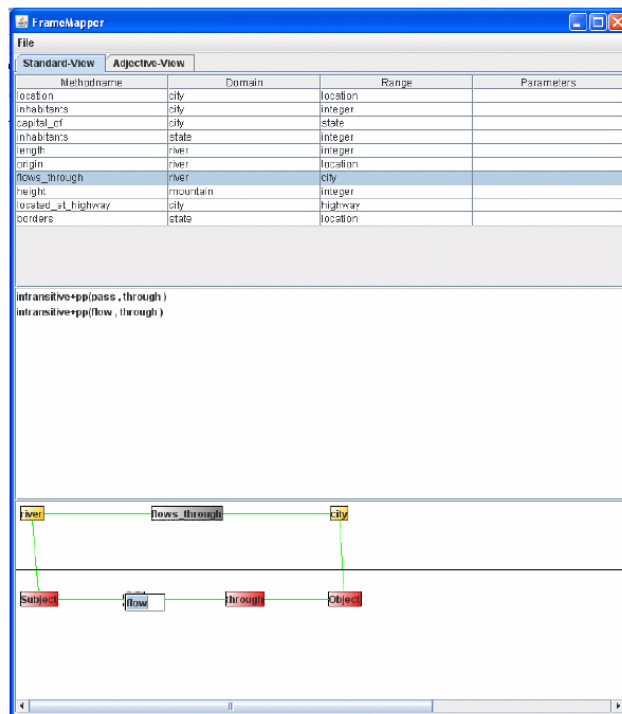 FrameMapper
File
Standard-View Adjective-View
Methodname Domain Range Parameters
location city location
inhabitants city integer
capital_of city state
inhabitants state integer
length river integer
origin river location
flows_through river city
height mountain integer
located_at_highway city highway
borders state location
intransitive+pp(pass , through )
intransitive+pp(flow , through )
river flows_through city
Subject flow through Object